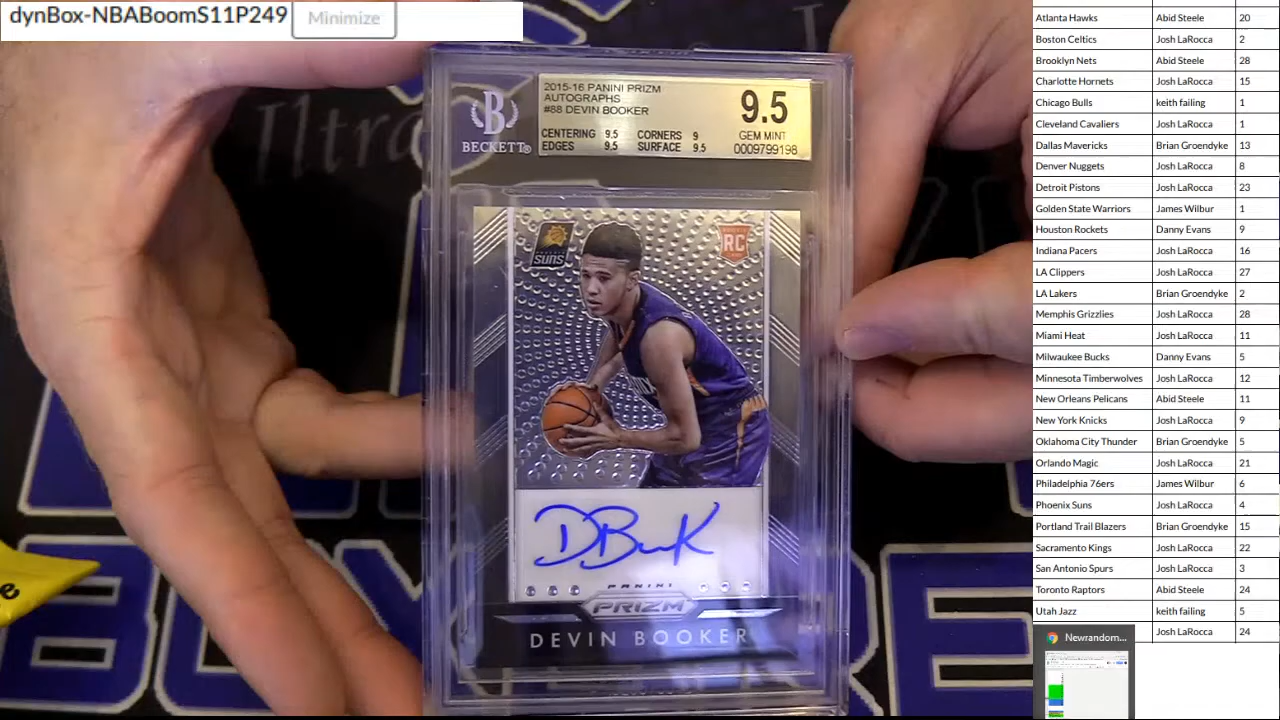 dynBox-NBABoomS11P249 Minimize
BECKETT®
2015-16 PANINI PRIZM
AUTOGRAPHS
#88 DEVIN BOOKER
CENTERING 9.5 CORNERS 9
EDGES 9.5 SURFACE 9.5
9.5
GEM MINT
0009799198
SUNS
RC
DBook
PANINI
PRIZM
DEVIN BOOKER
Atlanta Hawks Abid Steele 20
Boston Celtics Josh LaRocca 2
Brooklyn Nets Abid Steele 28
Charlotte Hornets Josh LaRocca 15
Chicago Bulls keith failing 1
Cleveland Cavaliers Josh LaRocca 1
Dallas Mavericks Brian Groendyke 13
Denver Nuggets Josh LaRocca 8
Detroit Pistons Josh LaRocca 23
Golden State Warriors James Wilbur 1
Houston Rockets Danny Evans 9
Indiana Pacers Josh LaRocca 16
LA Clippers Josh LaRocca 27
LA Lakers Brian Groendyke 2
Memphis Grizzlies Josh LaRocca 28
Miami Heat Josh LaRocca 11
Milwaukee Bucks Danny Evans 5
Minnesota Timberwolves Josh LaRocca 12
New Orleans Pelicans Abid Steele 11
New York Knicks Josh LaRocca 9
Oklahoma City Thunder Brian Groendyke 5
Orlando Magic Josh LaRocca 21
Philadelphia 76ers James Wilbur 6
Phoenix Suns Josh LaRocca 4
Portland Trail Blazers Brian Groendyke 15
Sacramento Kings Josh LaRocca 22
San Antonio Spurs Josh LaRocca 3
Toronto Raptors Abid Steele 24
Utah Jazz keith failing 5
Josh LaRocca 24
Newrandom...